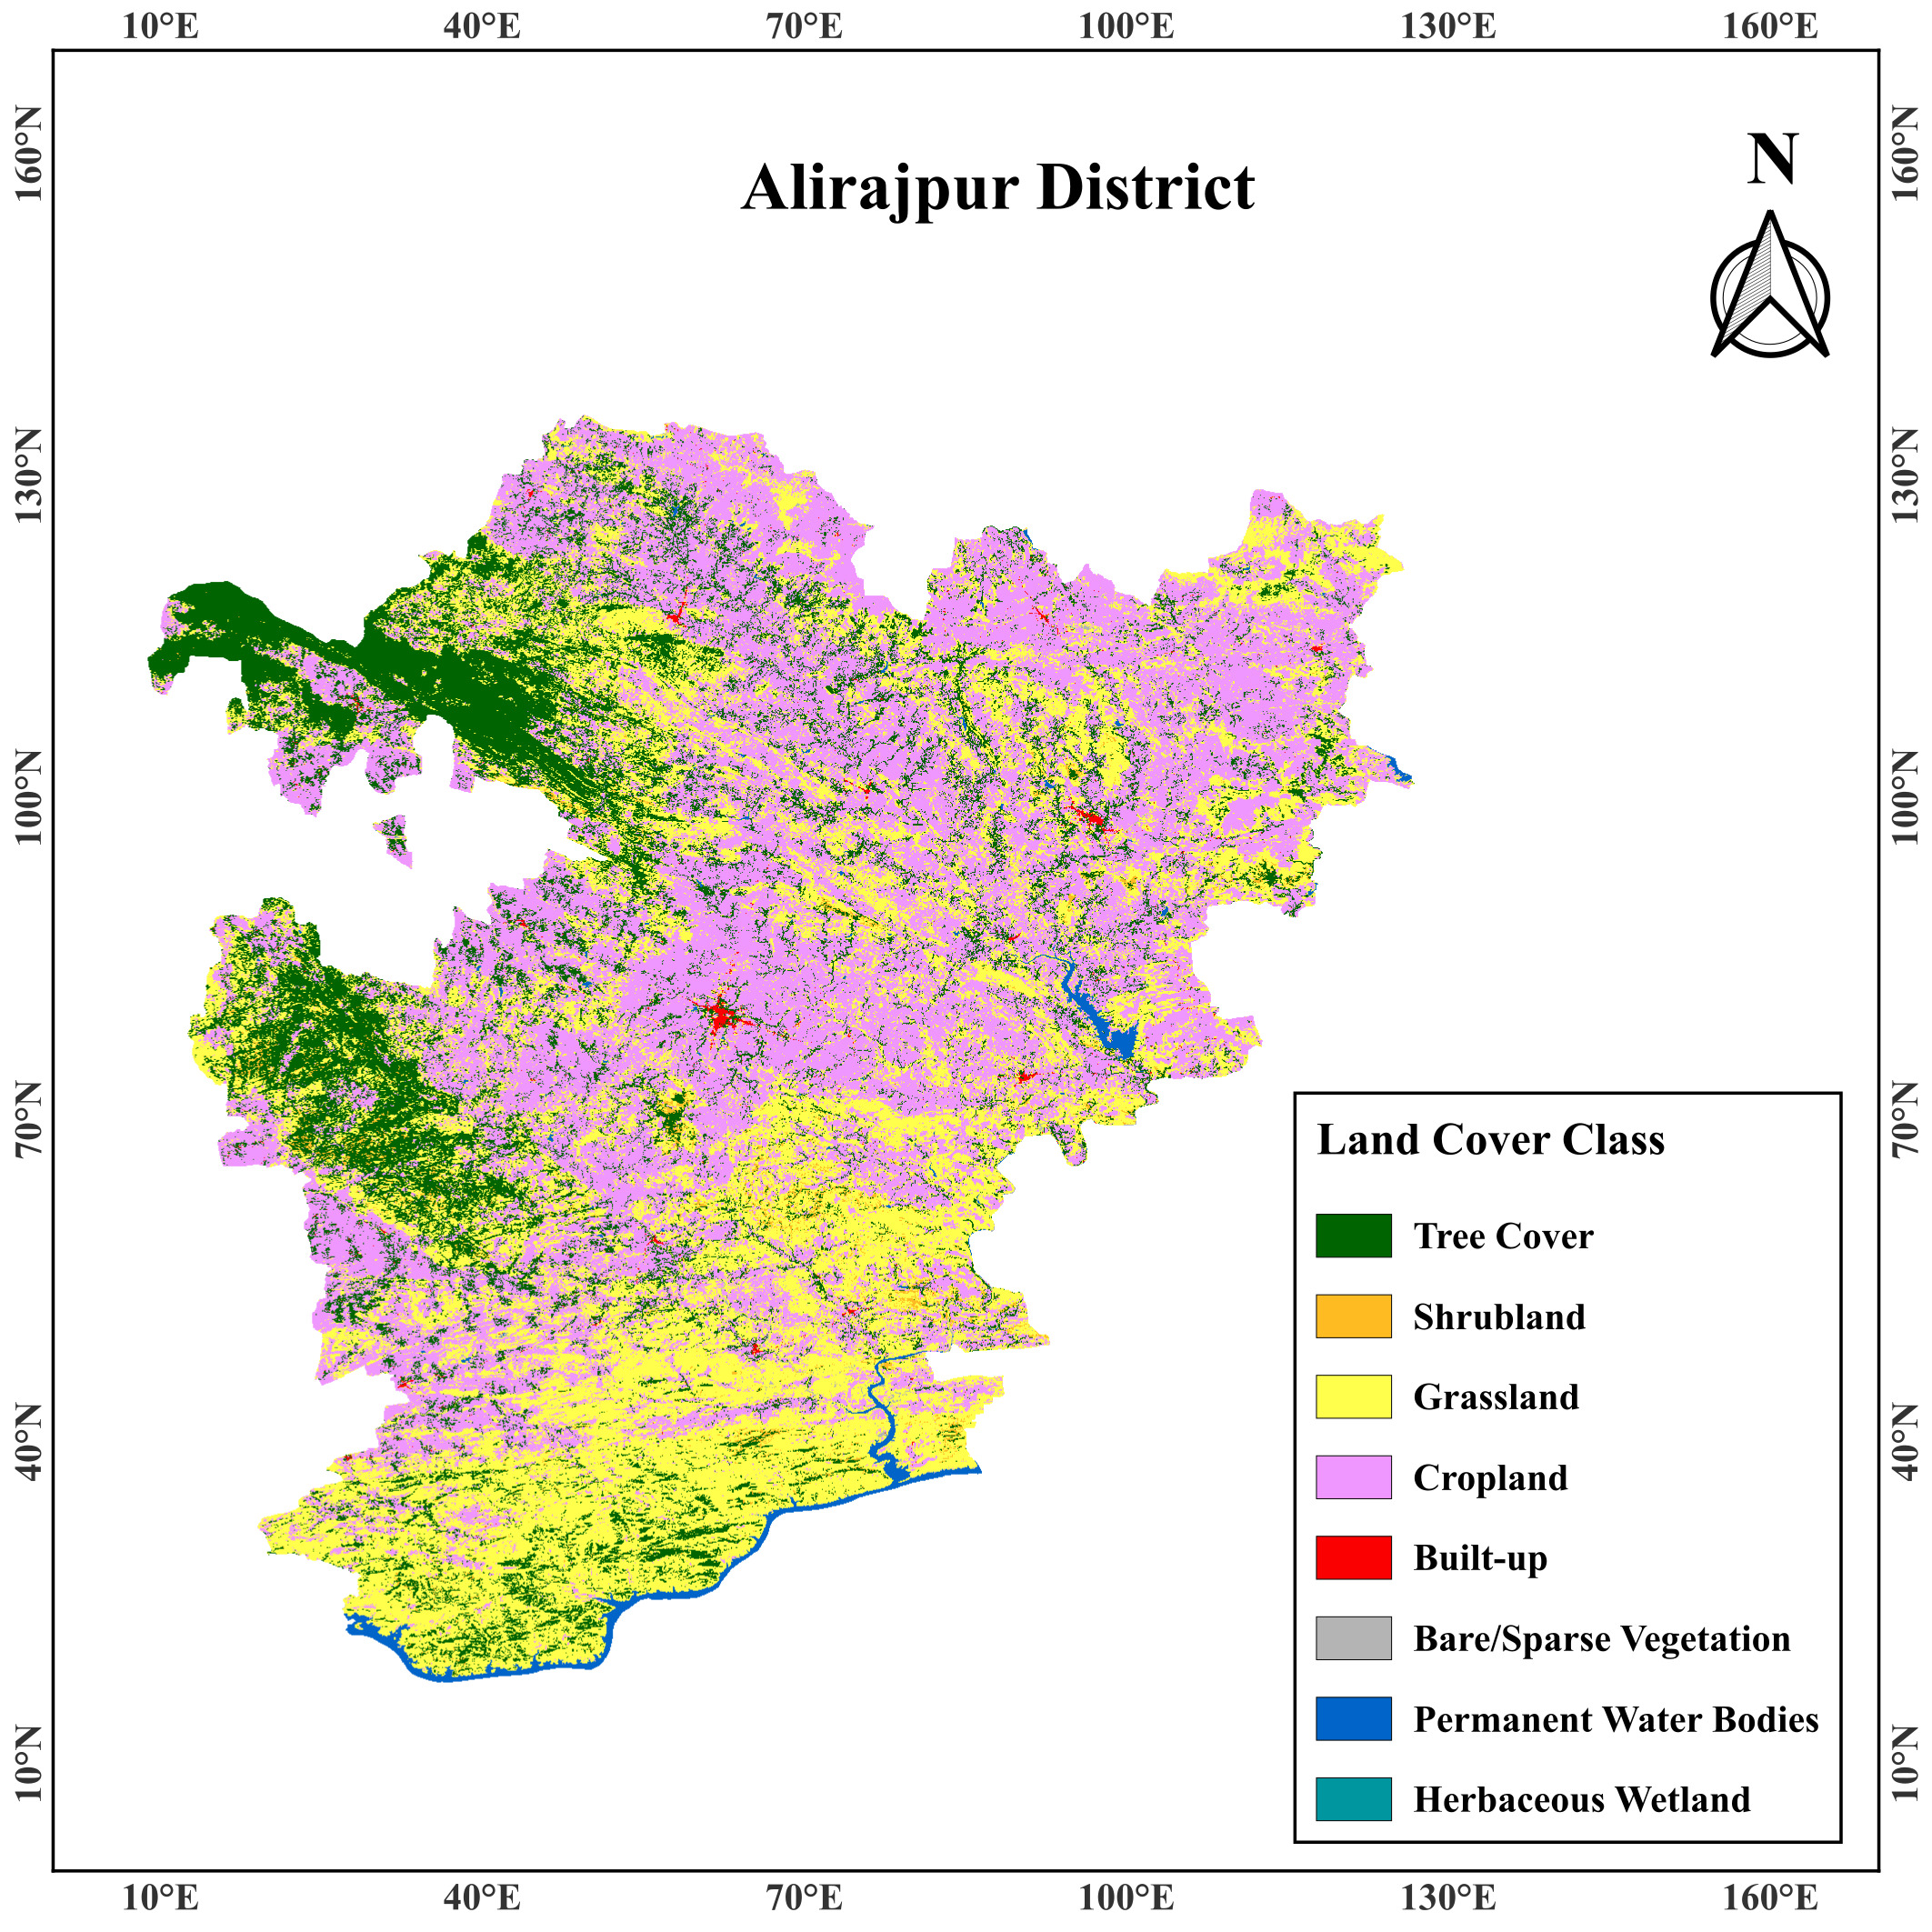 10°E 40°E 70°E 100°E 130°E 160°E
160°N
160°N
N
Alirajpur District
130°N
130°N
100°N
100°N
70°N
70°N
Land Cover Class
Tree Cover
Shrubland
Grassland
40°N
40°N
Cropland
Built-up
Bare/Sparse Vegetation
Permanent Water Bodies
10°N
10°N
Herbaceous Wetland
10°E 40°E 70°E 100°E 130°E 160°E